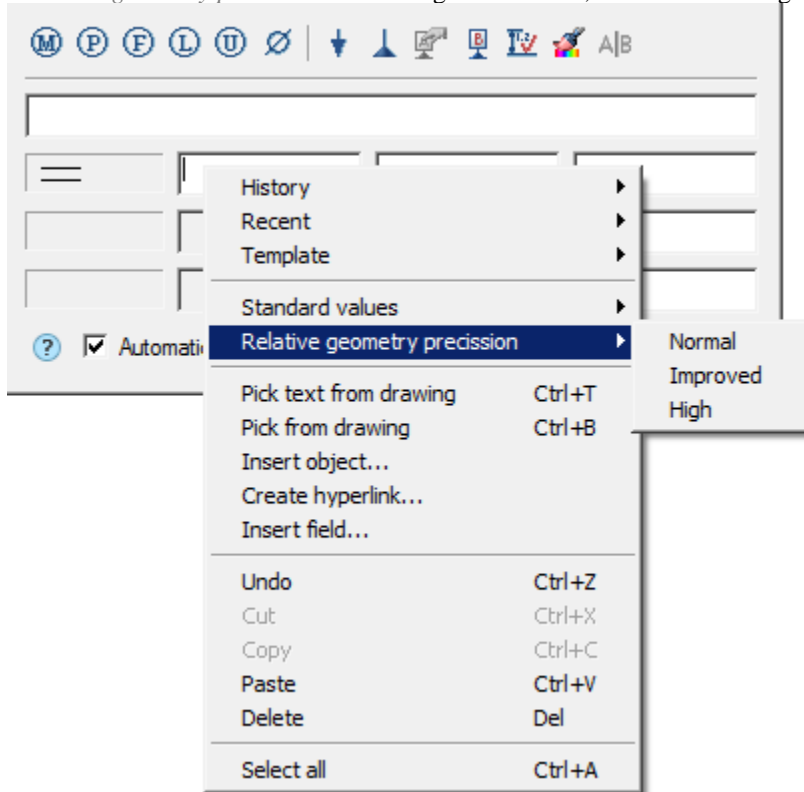 M P F L U Ø B A|B
History
Recent
Template
Standard values
Relative geometry precission
Normal
Improved
High
? Automati
Pick text from drawing Ctrl+T
Pick from drawing Ctrl+B
Insert object...
Create hyperlink...
Insert field...
Undo Ctrl+Z
Cut Ctrl+X
Copy Ctrl+C
Paste Ctrl+V
Delete Del
Select all Ctrl+A